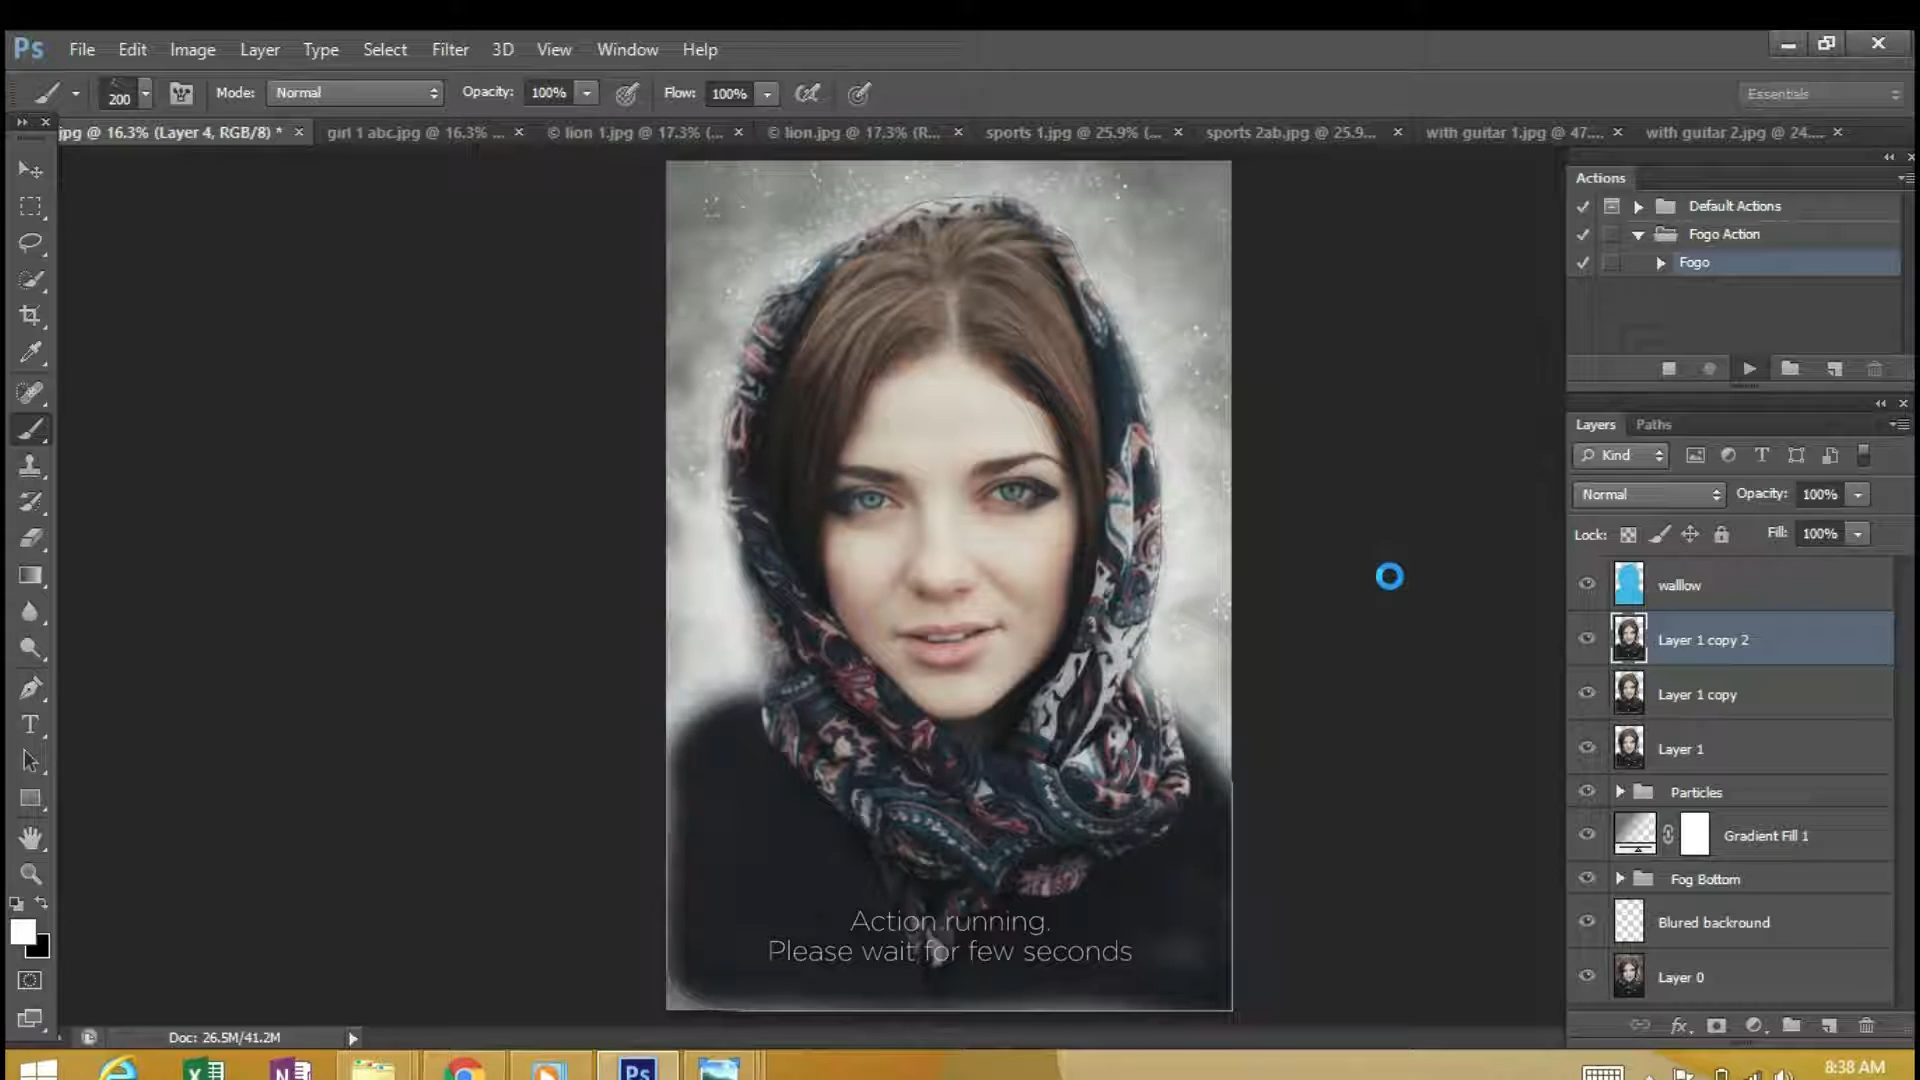 Ps File Edit Image Layer Type Select Filter 3D View Window Help
200 Mode: Normal Opacity: 100% Flow: 100% Essentials
jpg @ 16.3% (Layer 4, RGB/8) * girl 1 abc.jpg @ 16.3% ... © lion 1.jpg @ 17.3% (... © lion.jpg @ 17.3% (R... sports 1.jpg @ 25.9% (... sports 2ab.jpg @ 25.9... with guitar 1.jpg @ 47.... with guitar 2.jpg @ 24....
Actions
Default Actions
Fogo Action
Fogo
Layers Paths
Kind
Normal Opacity: 100%
Lock: Fill: 100%
walllow
Layer 1 copy 2
Layer 1 copy
Layer 1
Particles
Gradient Fill 1
Fog Bottom
Blured backround
Layer 0
Action running.
Please wait for few seconds
Doc: 26.5M/41.2M
8:38 AM